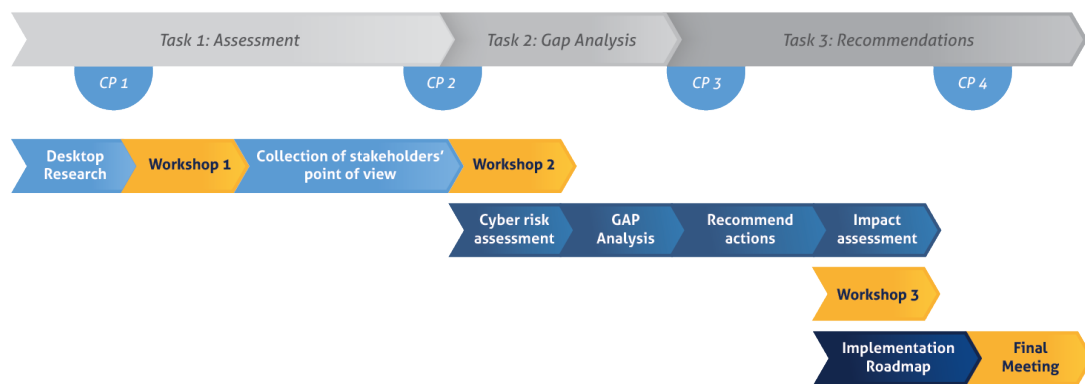 Task 1: Assessment
Task 2: Gap Analysis
Task 3: Recommendations
CP 1
CP 2
CP 3
CP 4
Desktop
Research
Workshop 1
Collection of stakeholders'
point of view
Workshop 2
Cyber risk
assessment
GAP
Analysis
Recommend
actions
Impact
assessment
Workshop 3
Implementation
Roadmap
Final
Meeting